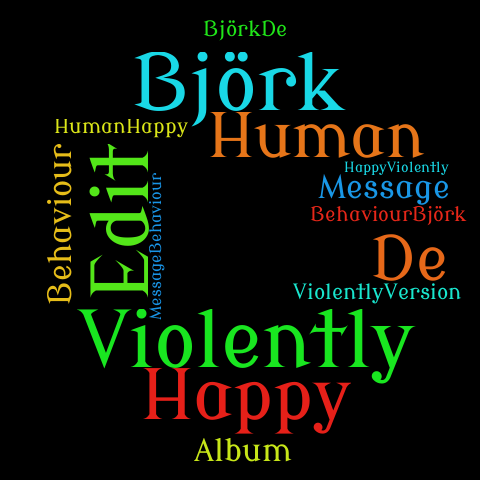 BjörkDe
Björk
HumanHappy
Human
Behaviour
Edit
MessageBehaviour
HappyViolently
Message
BehaviourBjörk
De
ViolentlyVersion
Violently
Happy
Album